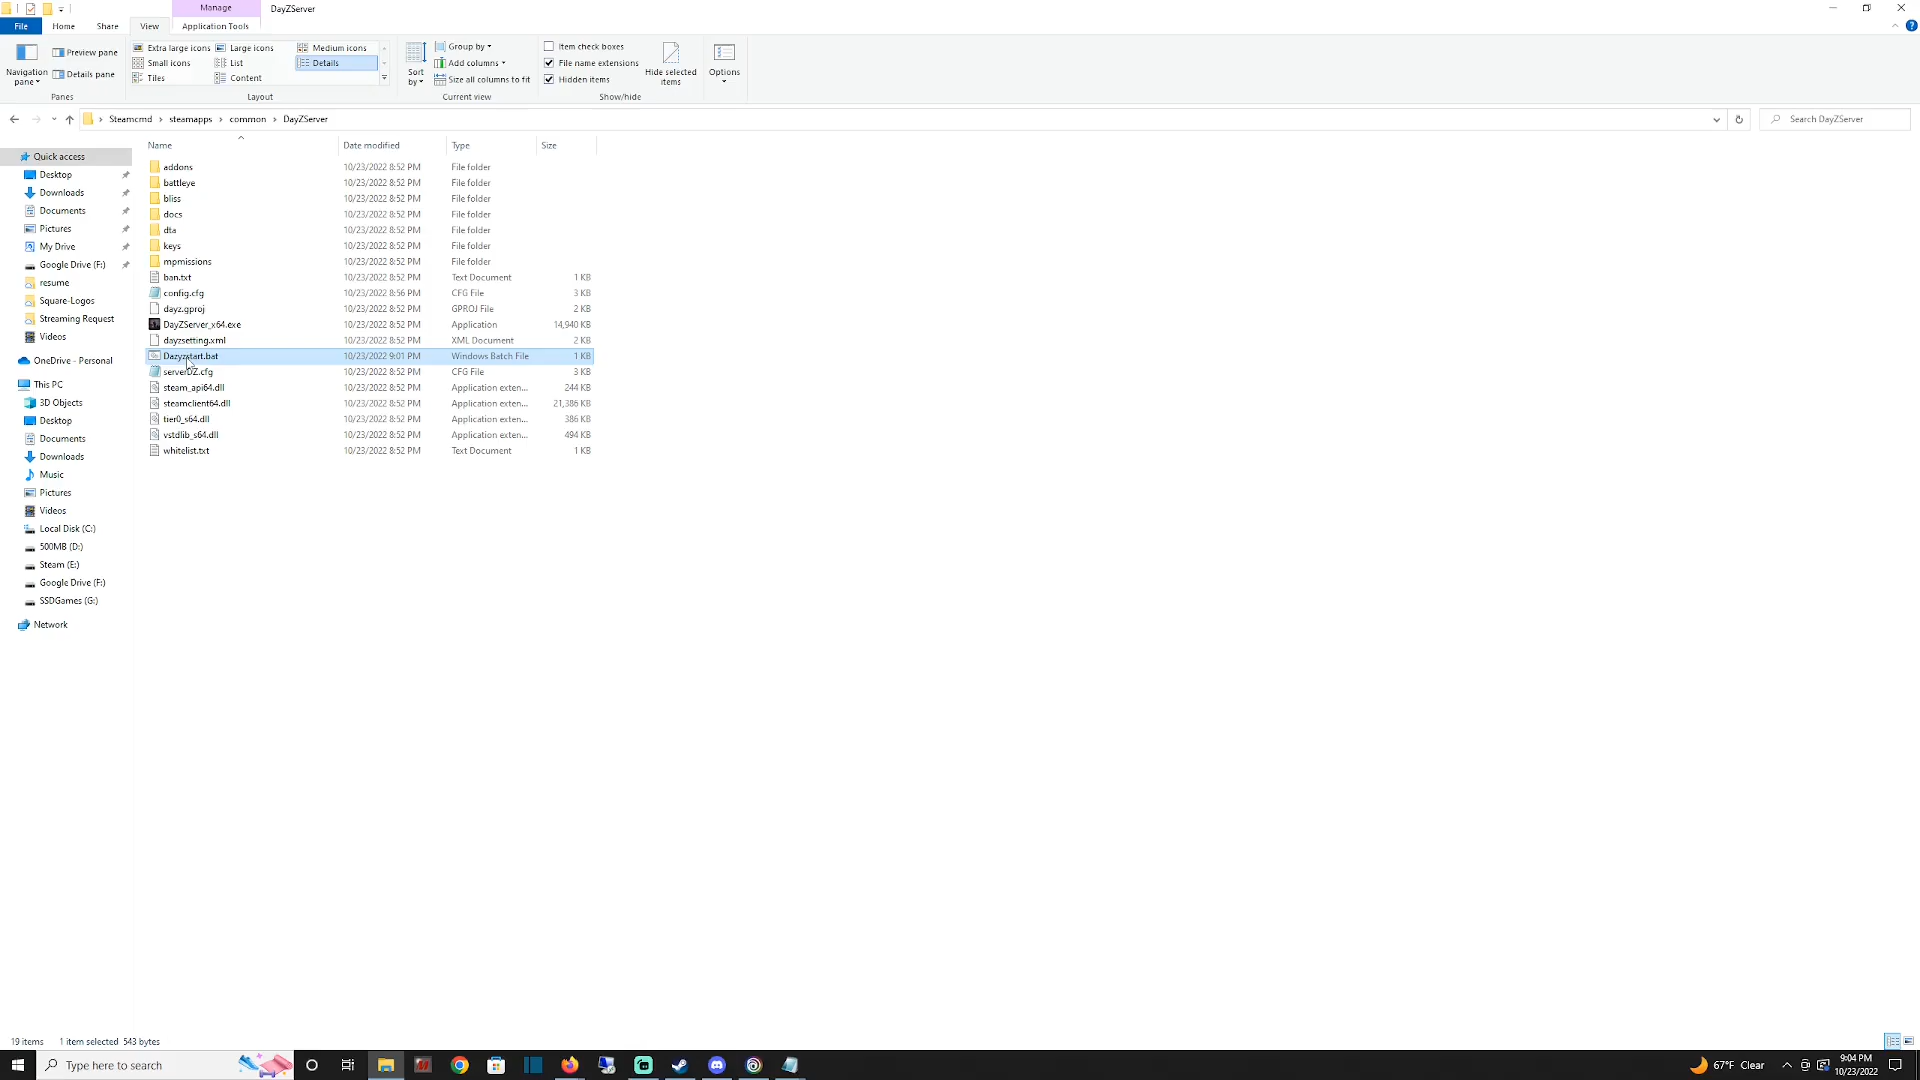 Manage DayZServer
File Home Share View Application Tools
Navigation pane
Preview pane
Details pane
Panes
Extra large icons Large icons Medium icons
Small icons List Details
Tiles Content
Layout
Sort by
Group by
Add columns
Size all columns to fit
Current view
Item check boxes
File name extensions
Hidden items
Hide selected items
Show/hide
Options
Steamcmd steamapps common DayZServer
Search DayZServer
Quick access
Desktop
Downloads
Documents
Pictures
My Drive
Google Drive (F:)
resume
Square-Logos
Streaming Request
Videos
OneDrive - Personal
This PC
3D Objects
Desktop
Documents
Downloads
Music
Pictures
Videos
Local Disk (C:)
500MB (D:)
Steam (E:)
Google Drive (F:)
SSDGames (G:)
Network
Name Date modified Type Size
addons 10/23/2022 8:52 PM File folder
battleye 10/23/2022 8:52 PM File folder
bliss 10/23/2022 8:52 PM File folder
docs 10/23/2022 8:52 PM File folder
dta 10/23/2022 8:52 PM File folder
keys 10/23/2022 8:52 PM File folder
mpmissions 10/23/2022 8:52 PM File folder
ban.txt 10/23/2022 8:52 PM Text Document 1 KB
config.cfg 10/23/2022 8:56 PM CFG File 3 KB
dayz.gproj 10/23/2022 8:52 PM GPROJ File 2 KB
DayZServer_x64.exe 10/23/2022 8:52 PM Application 14,940 KB
dayzsetting.xml 10/23/2022 8:52 PM XML Document 2 KB
Dazyzstart.bat 10/23/2022 9:01 PM Windows Batch File 1 KB
serverDZ.cfg 10/23/2022 8:52 PM CFG File 3 KB
steam_api64.dll 10/23/2022 8:52 PM Application exten... 244 KB
steamclient64.dll 10/23/2022 8:52 PM Application exten... 21,386 KB
tier0_s64.dll 10/23/2022 8:52 PM Application exten... 386 KB
vstdlib_s64.dll 10/23/2022 8:52 PM Application exten... 494 KB
whitelist.txt 10/23/2022 8:52 PM Text Document 1 KB
19 items 1 item selected 543 bytes
Type here to search
67°F Clear
9:04 PM
10/23/2022